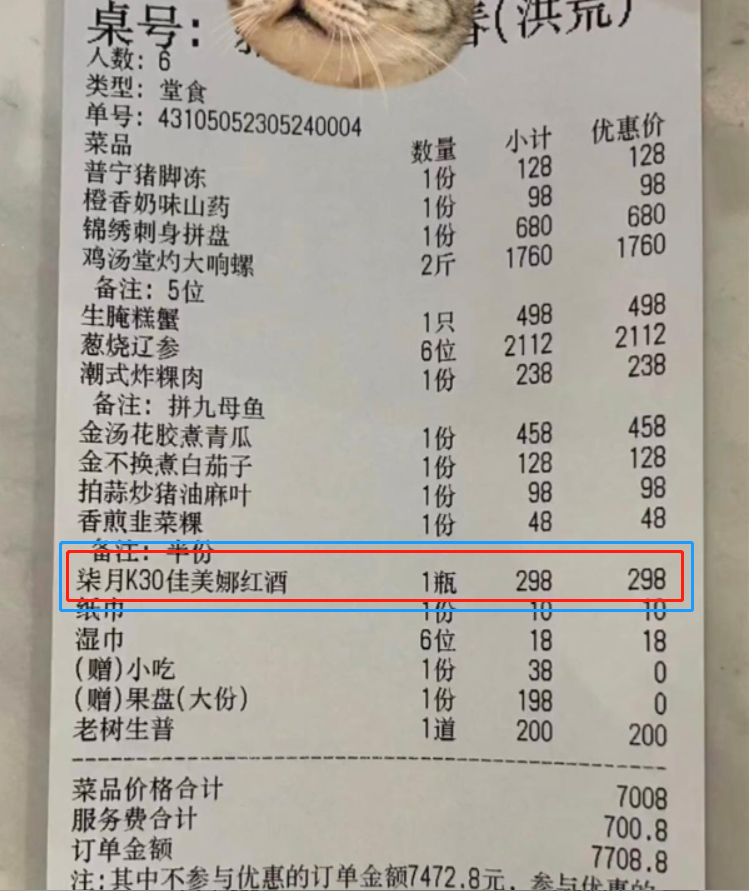 桌号: 春(洪荒)
人数: 6
类型: 堂食
单号: 43105052305240004
菜品 数量 小计 优惠价
普宁猪脚冻 1份 128 128
橙香奶味山药 1份 98 98
锦绣刺身拼盘 1份 680 680
鸡汤堂灼大响螺 2斤 1760 1760
备注: 5位
生腌糕蟹 1只 498 498
葱烧辽参 6位 2112 2112
潮式炸粿肉 1份 238 238
备注: 拼九母鱼
金汤花胶煮青瓜 1份 458 458
金不换煮白茄子 1份 128 128
拍蒜炒猪油麻叶 1份 98 98
香煎韭菜粿 1份 48 48
备注: 半份
柒月K30佳美娜红酒 1瓶 298 298
纸巾 1份 10 10
湿巾 6位 18 18
(赠)小吃 1份 38 0
(赠)果盘(大份) 1份 198 0
老树生普 1道 200 200
菜品价格合计 7008
服务费合计 700.8
订单金额 7708.8
注:其中不参与优惠的订单金额7472.8元, 参与优惠的